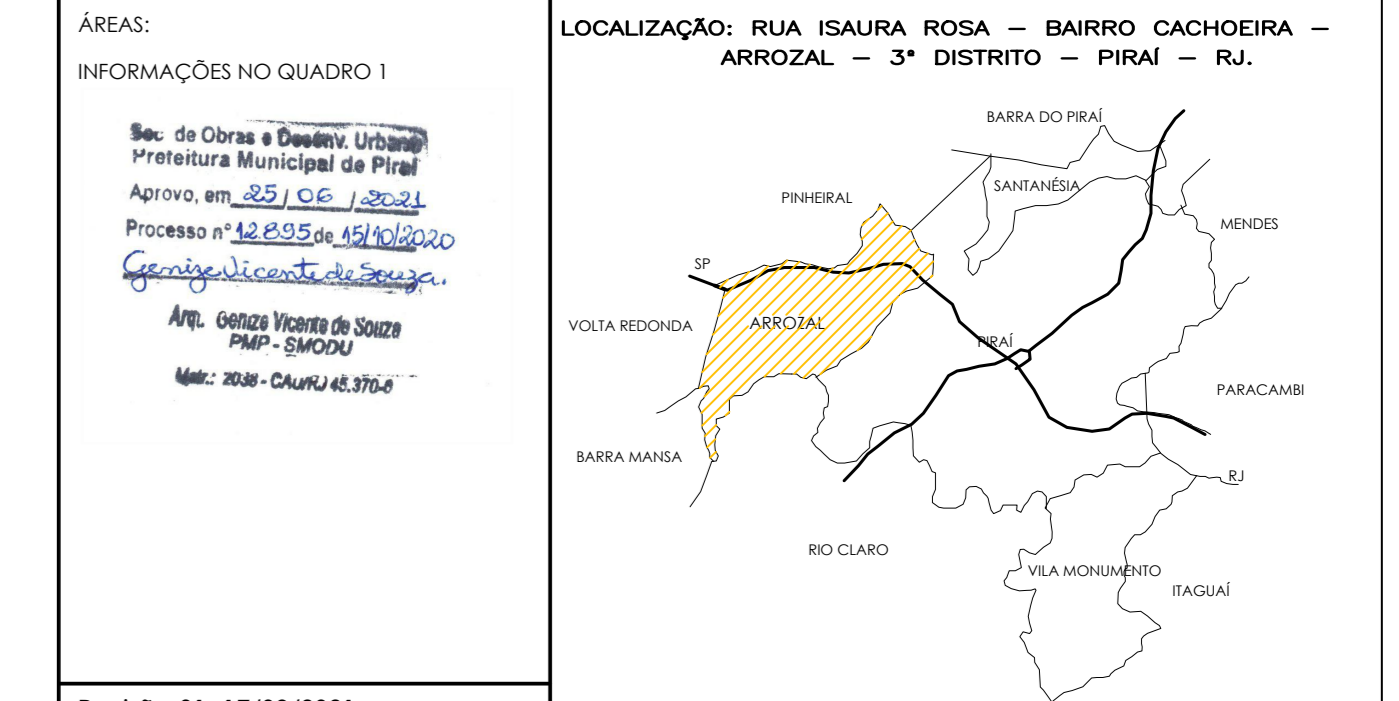 ÁREAS:
INFORMAÇÕES NO QUADRO 1
Sec. de Obras e Desenv. Urbano
Prefeitura Municipal de Piraí
Aprovo, em 25/06/2021
Processo nº 12.895 de 15/10/2020
Genize Vicente de Souza.
Arq. Genize Vicente de Souza
PMP - SMODU
Matr.: 2038 - CAU/RJ 45.370-6
LOCALIZAÇÃO: RUA ISAURA ROSA – BAIRRO CACHOEIRA –
ARROZAL – 3º DISTRITO – PIRAÍ – RJ.
BARRA DO PIRAÍ
SANTANÉSIA
PINHEIRAL
MENDES
SP
VOLTA REDONDA
ARROZAL
PIRAÍ
PARACAMBI
BARRA MANSA
RJ
RIO CLARO
VILA MONUMENTO
ITAGUAÍ